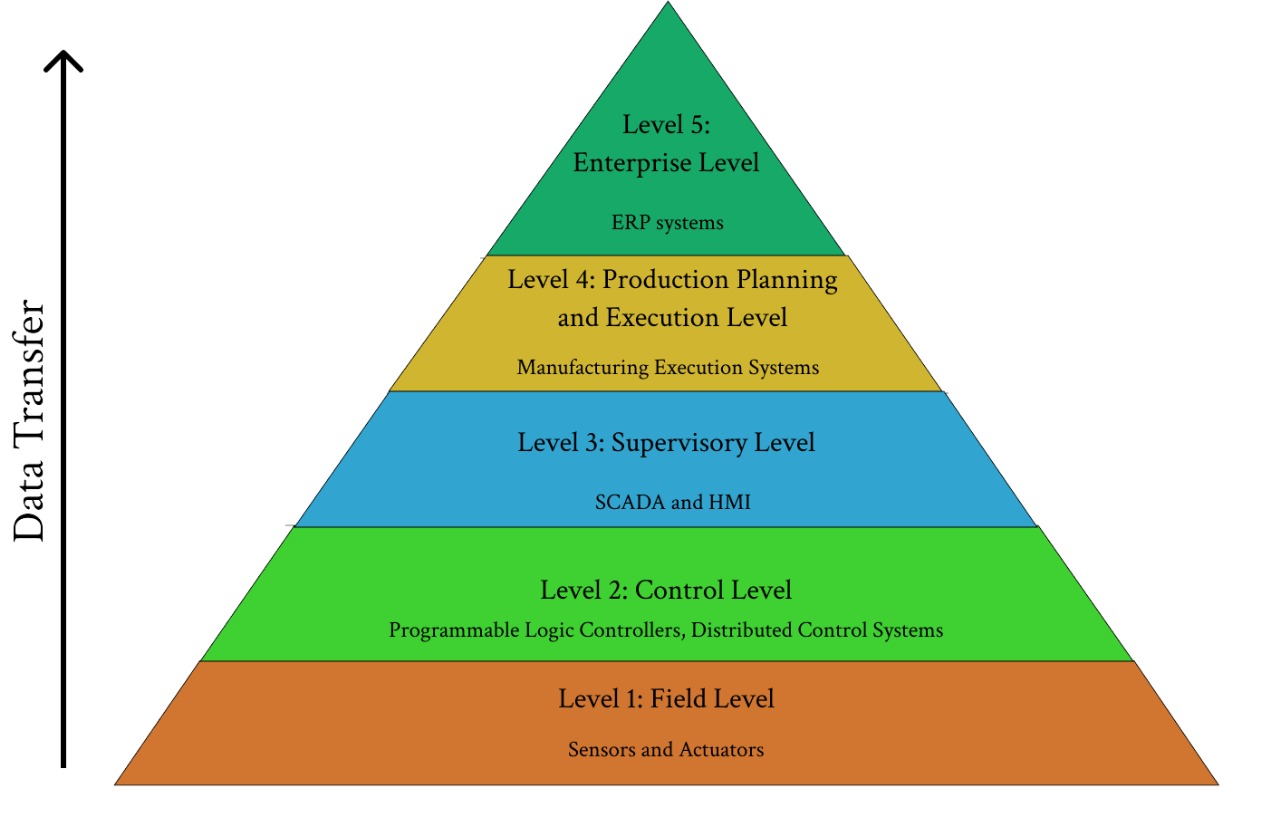 Data Transfer
Level 5:
Enterprise Level
ERP systems
Level 4: Production Planning
and Execution Level
Manufacturing Execution Systems
Level 3: Supervisory Level
SCADA and HMI
Level 2: Control Level
Programmable Logic Controllers, Distributed Control Systems
Level 1: Field Level
Sensors and Actuators